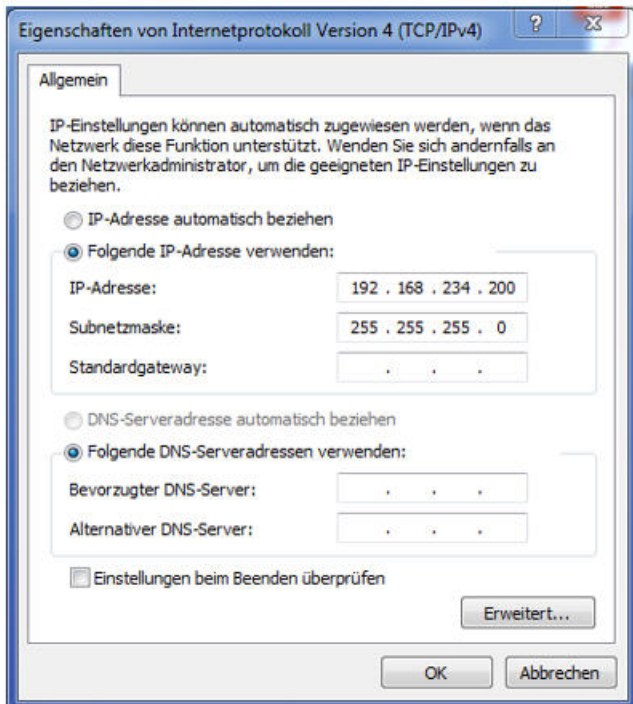 Eigenschaften von Internetprotokoll Version 4 (TCP/IPv4)
Allgemein
IP-Einstellungen können automatisch zugewiesen werden, wenn das
Netzwerk diese Funktion unterstützt. Wenden Sie sich andernfalls an
den Netzwerkadministrator, um die geeigneten IP-Einstellungen zu
beziehen.
IP-Adresse automatisch beziehen
Folgende IP-Adresse verwenden:
IP-Adresse: 192 . 168 . 234 . 200
Subnetzmaske: 255 . 255 . 255 . 0
Standardgateway: . . .
DNS-Serveradresse automatisch beziehen
Folgende DNS-Serveradressen verwenden:
Bevorzugter DNS-Server: . . .
Alternativer DNS-Server: . . .
Einstellungen beim Beenden überprüfen
Erweitert...
OK Abbrechen